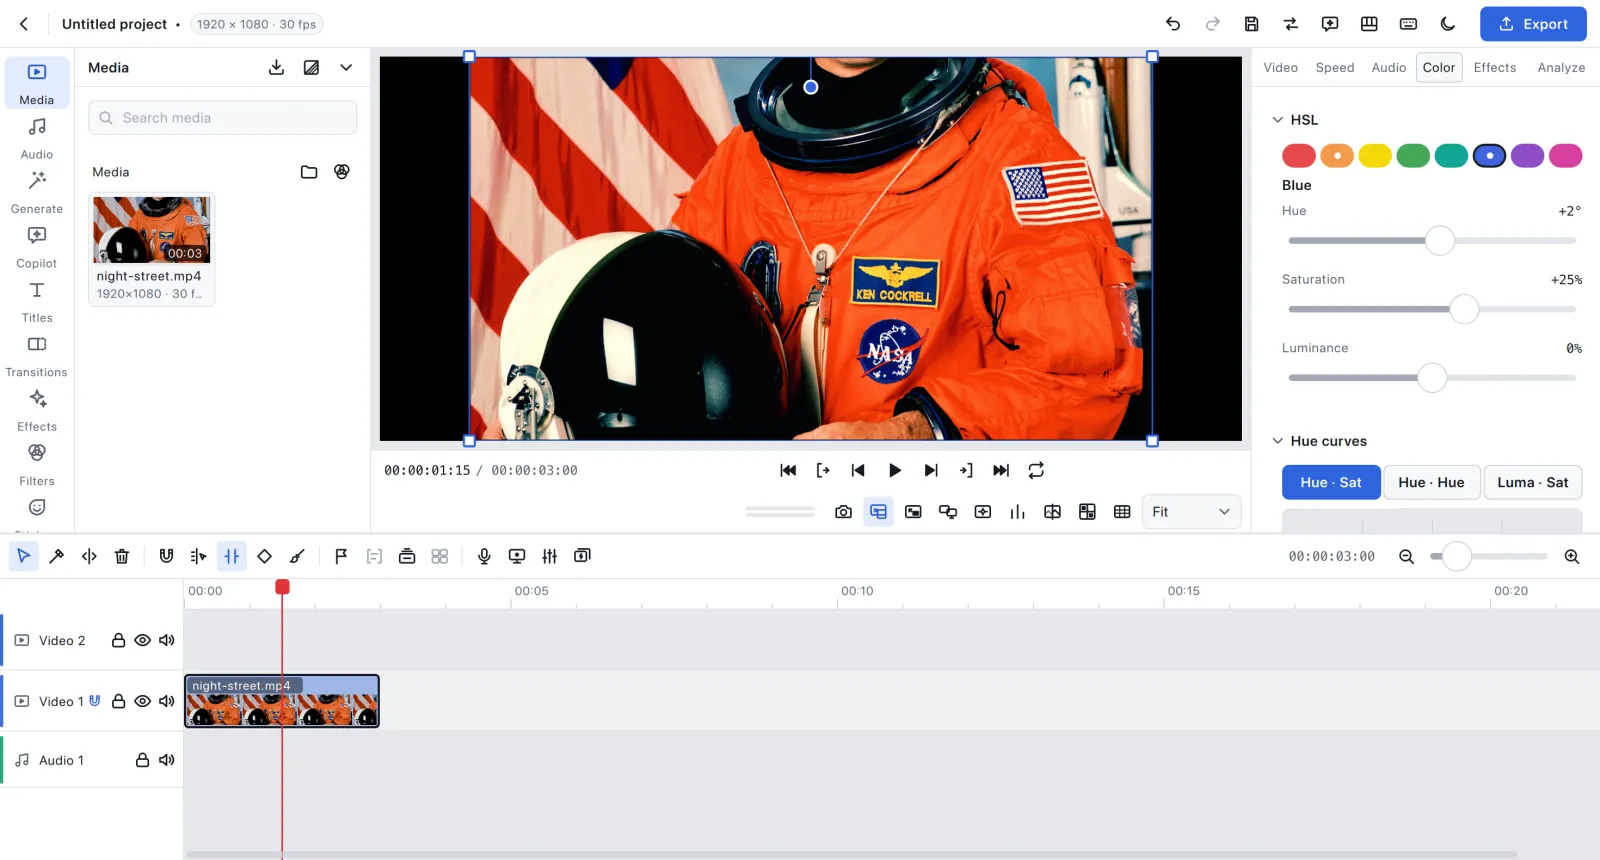 Untitled project •
1920 × 1080 · 30 fps
Export
Media
Audio
Generate
Copilot
Titles
Transitions
Effects
Filters
Media
Search media
Media
00:03
night-street.mp4
1920×1080 · 30 f...
USA
KEN COCKRELL
NASA
00:00:01:15 / 00:00:03:00
Fit
Video
Speed
Audio
Color
Effects
Analyze
HSL
Blue
Hue
+2°
Saturation
+25%
Luminance
0%
Hue curves
Hue · Sat
Hue · Hue
Luma · Sat
00:00:03:00
00:00
00:05
00:10
00:15
00:20
Video 2
Video 1
night-street.mp4
Audio 1